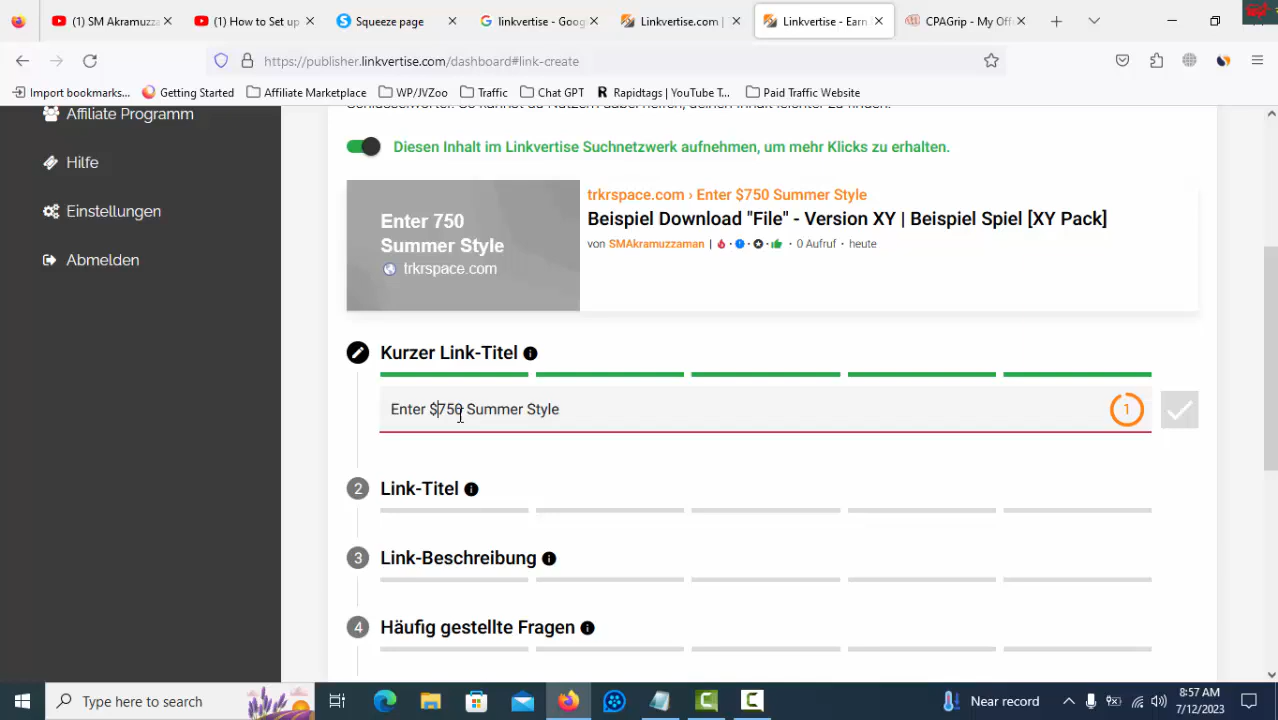 (1) SM Akramuzza
(1) How to Set up
Squeeze page
linkvertise - Goog
Linkvertise.com |
Linkvertise - Earn
CPAGrip - My Off
https://publisher.linkvertise.com/dashboard#link-create
Import bookmarks...
Getting Started
Affiliate Marketplace
WP/JVZoo
Traffic
Chat GPT
R Rapidtags | YouTube T...
Paid Traffic Website
Affiliate Programm
Hilfe
Einstellungen
Abmelden
Diesen Inhalt im Linkvertise Suchnetzwerk aufnehmen, um mehr Klicks zu erhalten.
Enter 750
Summer Style
trkrspace.com
trkrspace.com › Enter $750 Summer Style
Beispiel Download "File" - Version XY | Beispiel Spiel [XY Pack]
von SMAkramuzzaman | · 0 Aufruf · heute
Kurzer Link-Titel
Enter $750 Summer Style
1
2 Link-Titel
3 Link-Beschreibung
4 Häufig gestellte Fragen
Type here to search
Near record
8:57 AM
7/12/2023